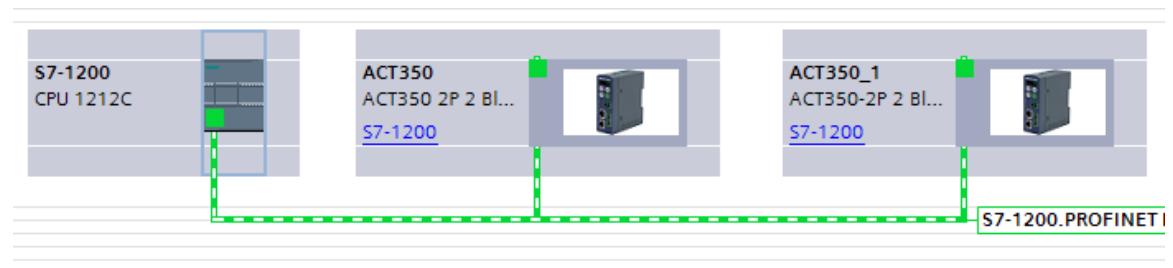 S7-1200
CPU 1212C
ACT350
ACT350 2P 2 Bl...
S7-1200
ACT350_1
ACT350-2P 2 Bl...
S7-1200
S7-1200.PROFINET